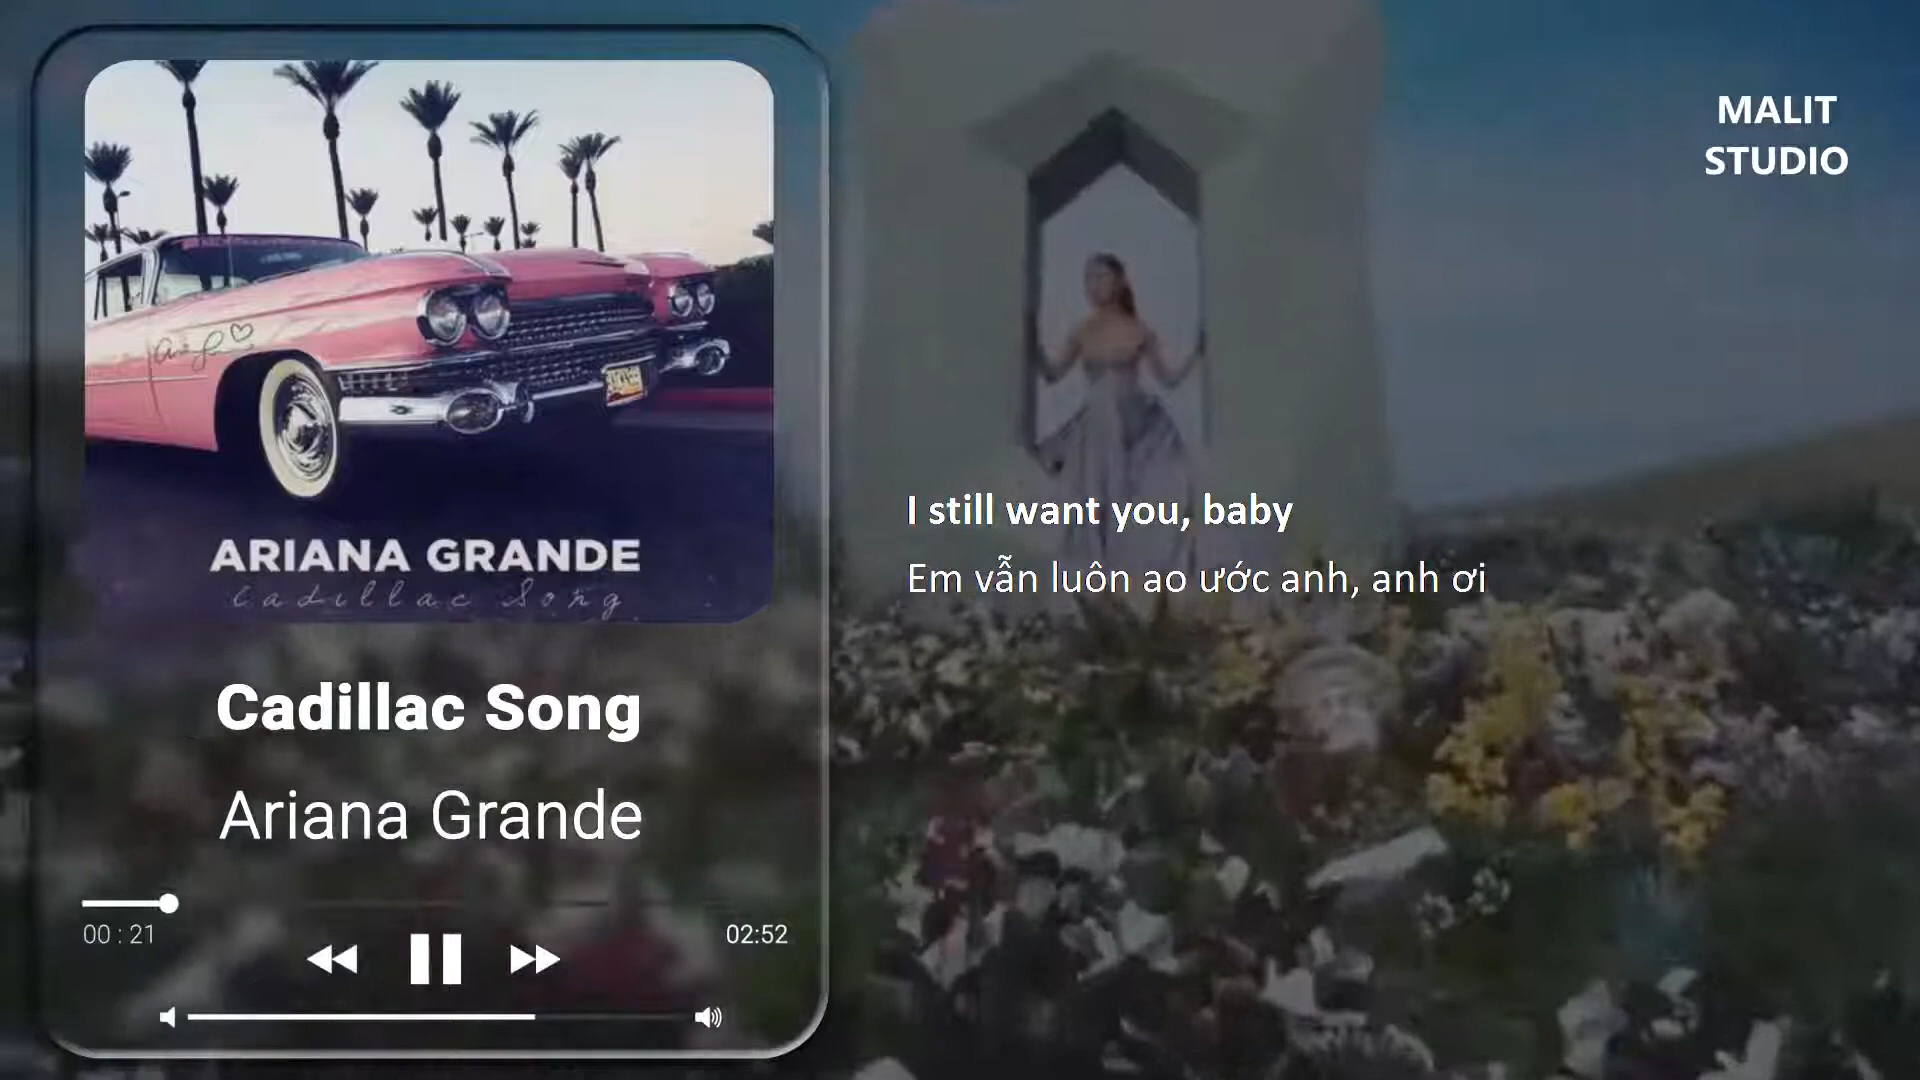 ARIANA GRANDE
Cadillac Song
Cadillac Song
Ariana Grande
00 : 21
02:52
I still want you, baby
Em vẫn luôn ao ước anh, anh ơi
MALIT
STUDIO